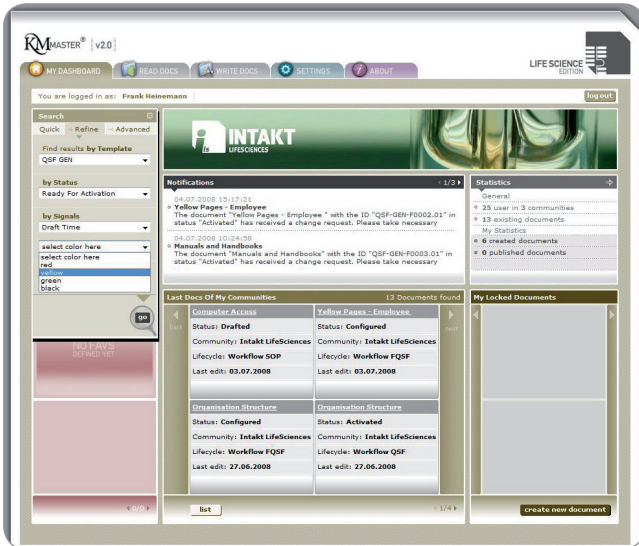 KMMASTER® v2.0
MY DASHBOARD READ DOCS WRITE DOCS SETTINGS ABOUT
LIFE SCIENCE
EDITION
You are logged in as: Frank Heinemann
log out
Search
Quick Refine Advanced
Find results by Template
QSF GEN
by Status
Ready For Activation
by Signals
Draft Time
select color here
select color here
red
yellow
green
black
go
NO FAVS
DEFINED YET
0/0
INTAKT
LIFESCIENCES
Notifications 1/3
04.07.2008 15:17:21
Yellow Pages - Employee
The document "Yellow Pages - Employee " with the ID "QSF-GEN-F0002.01" in
status "Activated" has received a change request. Please take necessary
04.07.2008 10:24:58
Manuals and Handbooks
The document "Manuals and Handbooks" with the ID "QSF-GEN-F0003.01" in
status "Activated" has received a change request. Please take necessary
Statistics
General
25 user in 3 communities
13 existing documents
My Statistics
6 created documents
0 published documents
Last Docs Of My Communities 13 Documents found
back
Computer Access
Status: Drafted
Community: Intakt LifeSciences
Lifecycle: Workflow SOP
Last edit: 03.07.2008
Yellow Pages - Employee
Status: Configured
Community: Intakt LifeSciences
Lifecycle: Workflow FQSF
Last edit: 03.07.2008
next
Organisation Structure
Status: Configured
Community: Intakt LifeSciences
Lifecycle: Workflow FQSF
Last edit: 27.06.2008
Organisation Structure
Status: Activated
Community: Intakt LifeSciences
Lifecycle: Workflow QSF
Last edit: 27.06.2008
list
1/4
My Locked Documents
create new document